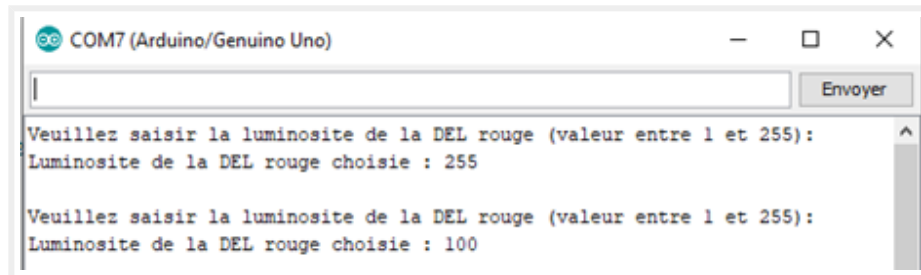 COM7 (Arduino/Genuino Uno)
Envoyer
Veuillez saisir la luminosite de la DEL rouge (valeur entre 1 et 255):
Luminosite de la DEL rouge choisie : 255
Veuillez saisir la luminosite de la DEL rouge (valeur entre 1 et 255):
Luminosite de la DEL rouge choisie : 100